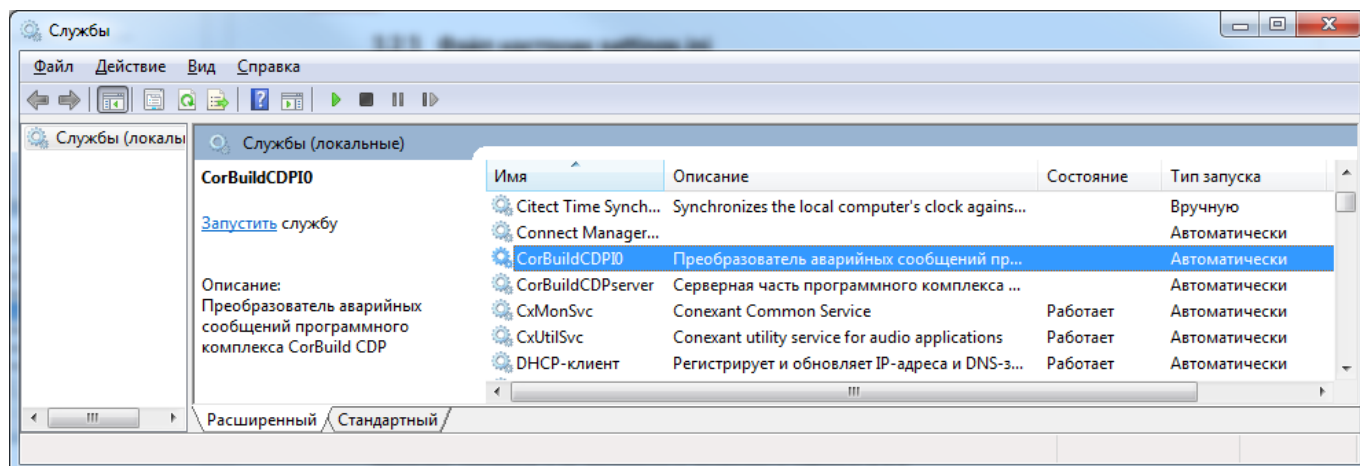 Службы
Файл Действие Вид Справка
Службы (локалы
Службы (локальные)
CorBuildCDPI0
Запустить службу
Описание:
Преобразователь аварийных
сообщений программного
комплекса CorBuild CDP
Имя Описание Состояние Тип запуска
Citect Time Synch... Synchronizes the local computer's clock agains... Вручную
Connect Manager... Автоматически
CorBuildCDPI0 Преобразователь аварийных сообщений пр... Автоматически
CorBuildCDPserver Серверная часть программного комплекса ... Автоматически
CxMonSvc Conexant Common Service Работает Автоматически
CxUtilSvc Conexant utility service for audio applications Работает Автоматически
DHCP-клиент Регистрирует и обновляет IP-адреса и DNS-з... Работает Автоматически
Расширенный Стандартный